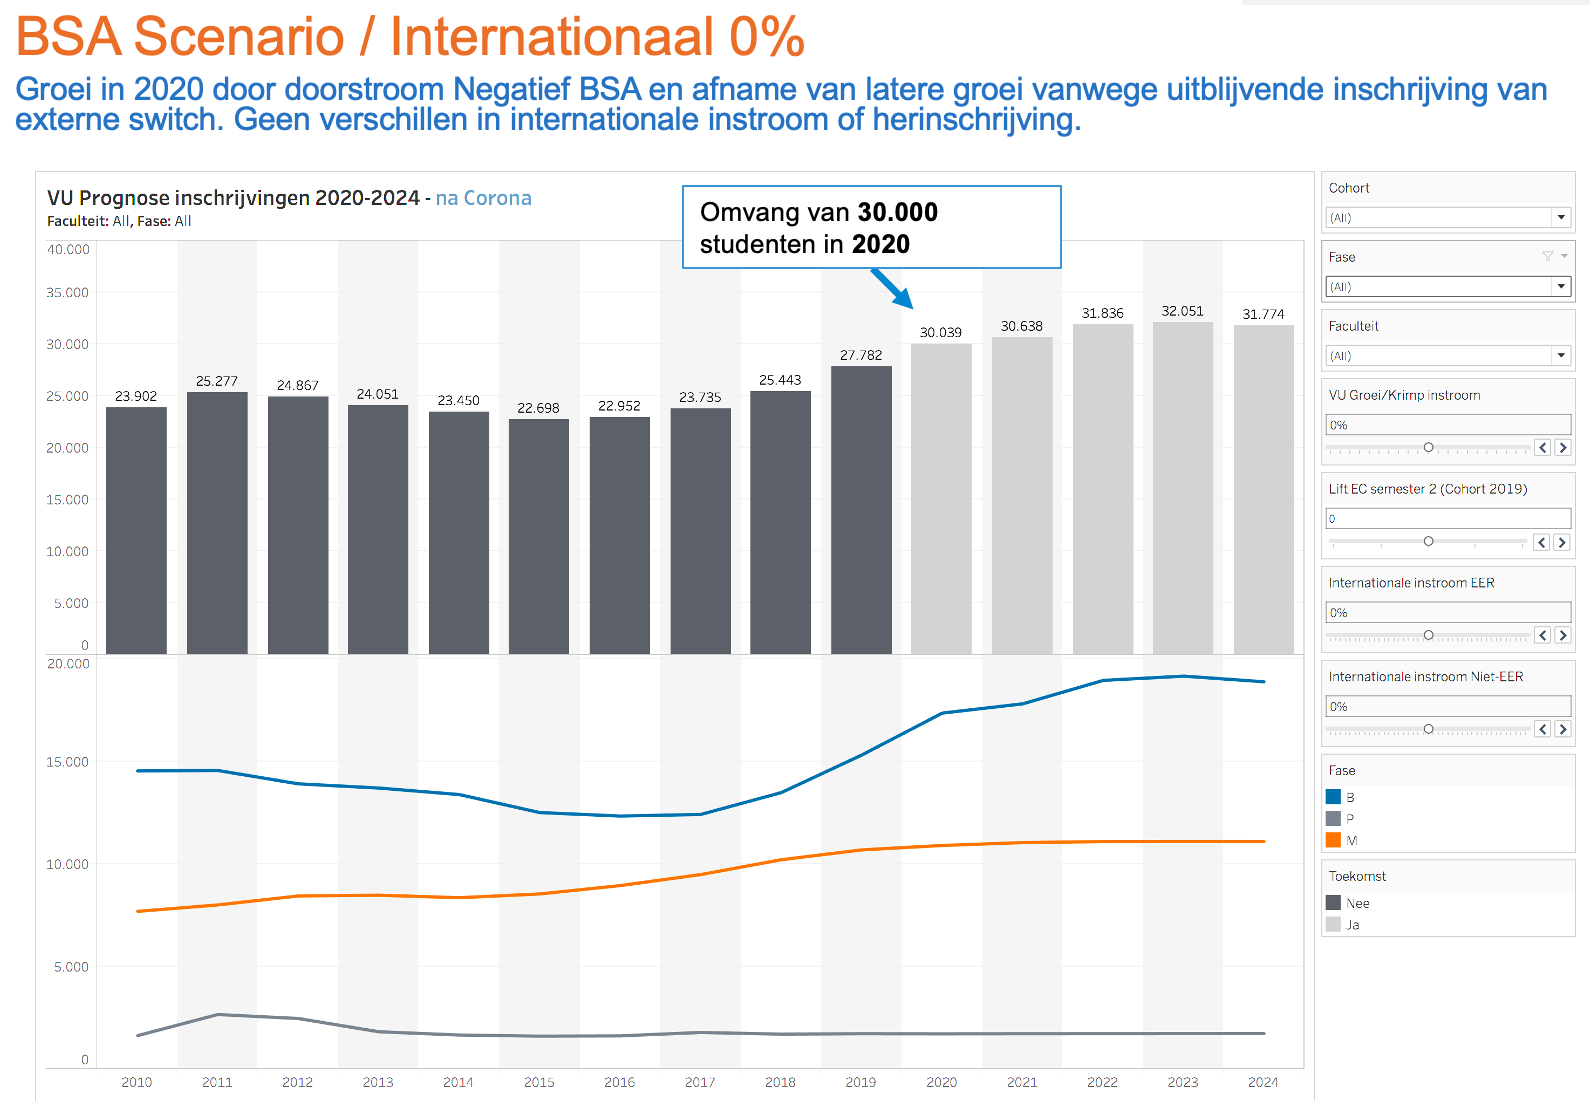 BSA Scenario / Internationaal 0%
Groei in 2020 door doorstroom Negatief BSA en afname van latere groei vanwege uitblijvende inschrijving van
externe switch. Geen verschillen in internationale instroom of herinschrijving.
VU Prognose inschrijvingen 2020-2024 - na Corona
Faculteit: All, Fase: All
Omvang van 30.000
studenten in 2020
40.000
35.000
30.000
25.000
20.000
15.000
10.000
5.000
0
23.902
25.277
24.867
24.051
23.450
22.698
22.952
23.735
25.443
27.782
30.039
30.638
31.836
32.051
31.774
20.000
15.000
10.000
5.000
0
2010
2011
2012
2013
2014
2015
2016
2017
2018
2019
2020
2021
2022
2023
2024
Cohort
(All)
Fase
(All)
Faculteit
(All)
VU Groei/Krimp instroom
0%
Lift EC semester 2 (Cohort 2019)
0
Internationale instroom EER
0%
Internationale instroom Niet-EER
0%
Fase
B
P
M
Toekomst
Nee
Ja